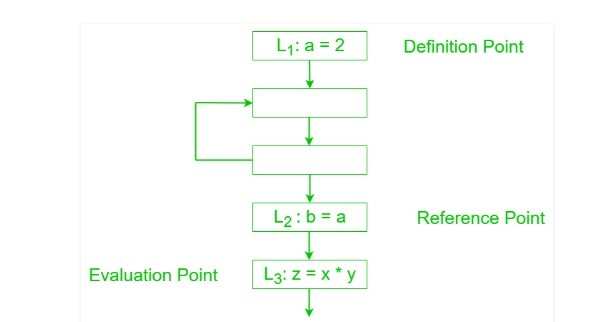 L₁: a = 2 Definition Point
L₂ : b = a Reference Point
Evaluation Point L₃: z = x * y